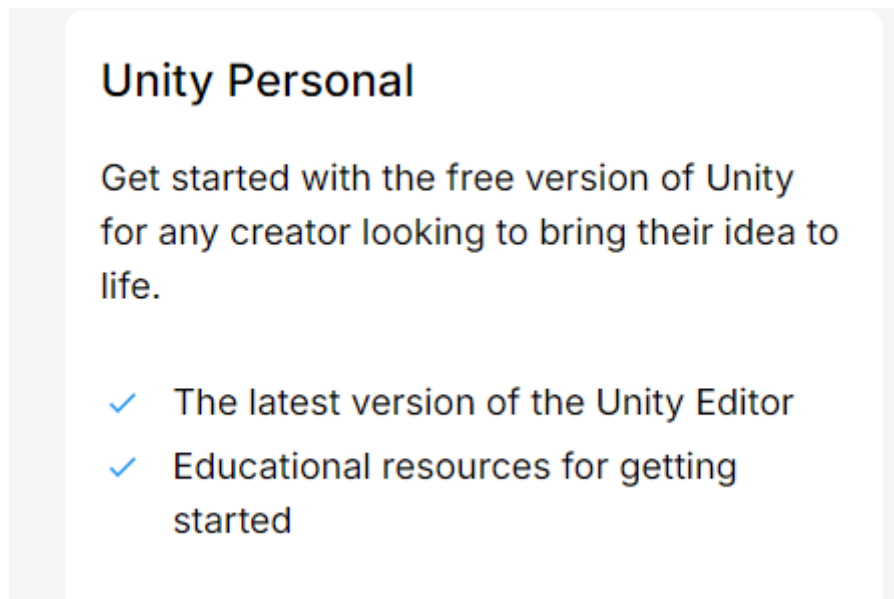 Unity Personal
Get started with the free version of Unity
for any creator looking to bring their idea to
life.
The latest version of the Unity Editor
Educational resources for getting
started